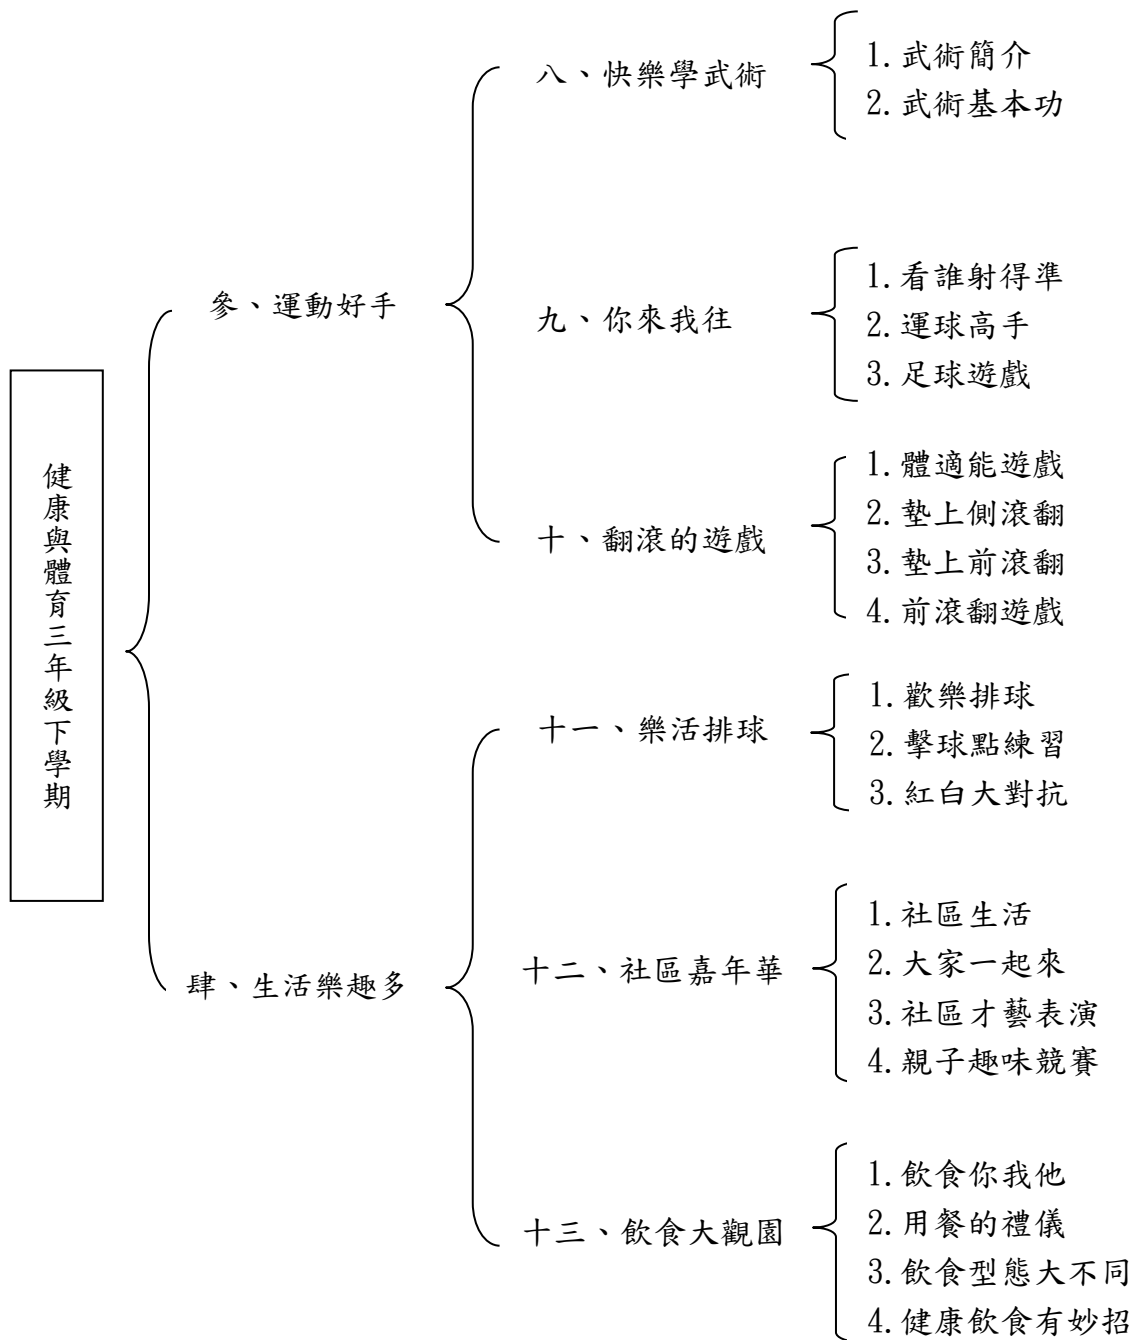 健康與體育三年級下學期
參、運動好手
八、快樂學武術
1.武術簡介
2.武術基本功
九、你來我往
1.看誰射得準
2.運球高手
3.足球遊戲
十、翻滾的遊戲
1.體適能遊戲
2.墊上側滾翻
3.墊上前滾翻
4.前滾翻遊戲
肆、生活樂趣多
十一、樂活排球
1.歡樂排球
2.擊球點練習
3.紅白大對抗
十二、社區嘉年華
1.社區生活
2.大家一起來
3.社區才藝表演
4.親子趣味競賽
十三、飲食大觀園
1.飲食你我他
2.用餐的禮儀
3.飲食型態大不同
4.健康飲食有妙招